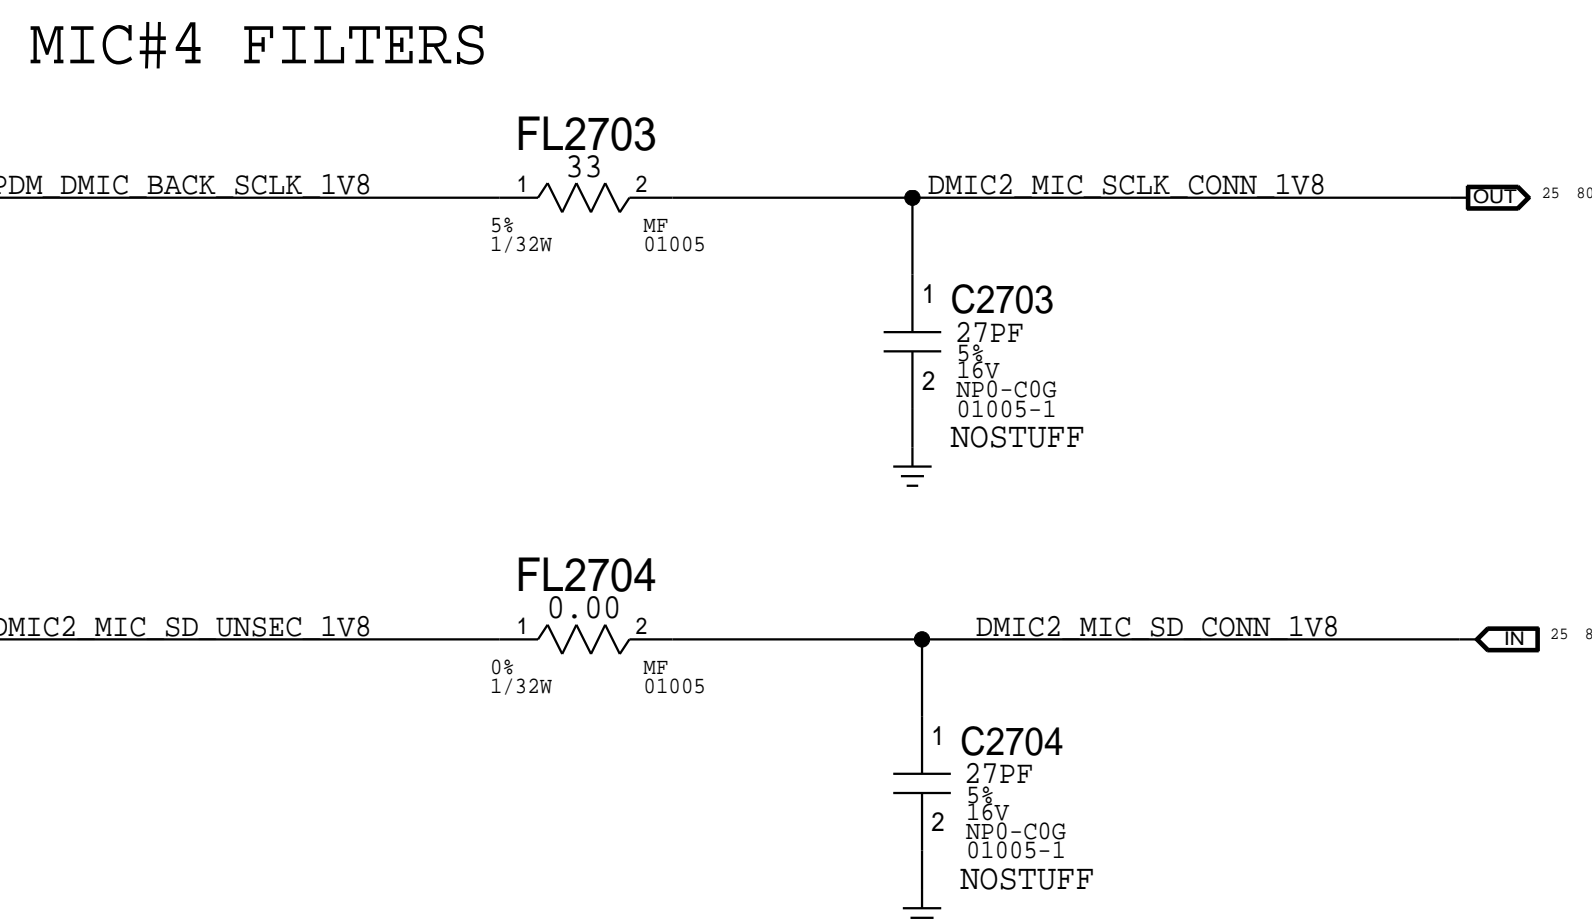 MIC#4 FILTERS
FL2703
33
PDM_DMIC_BACK_SCLK_1V8
1
2
DMIC2_MIC_SCLK_CONN_1V8
OUT
25 80
5%
1/32W
MF
01005
1
C2703
27PF
5%
16V
2
NP0-C0G
01005-1
NOSTUFF
FL2704
0.00
DMIC2_MIC_SD_UNSEC_1V8
1
2
DMIC2_MIC_SD_CONN_1V8
IN
25 8
0%
1/32W
MF
01005
1
C2704
27PF
5%
16V
2
NP0-C0G
01005-1
NOSTUFF